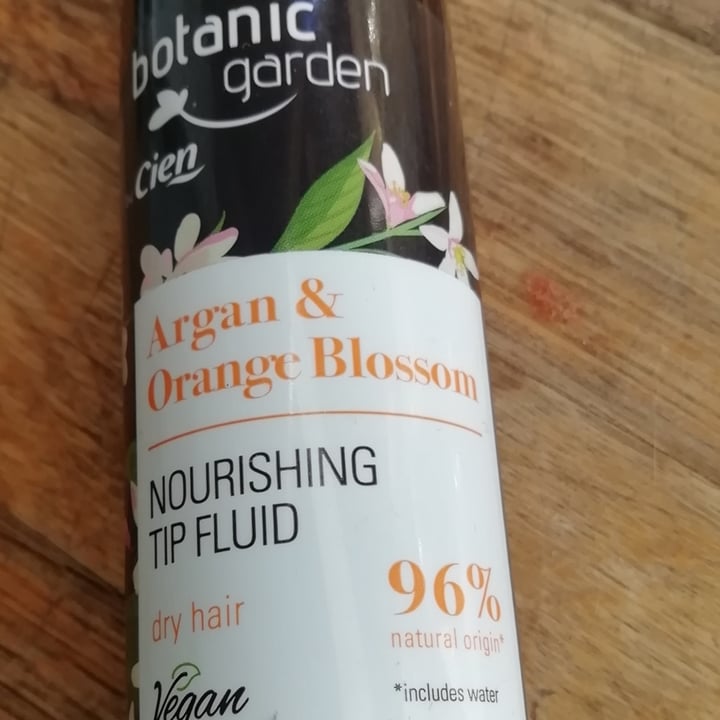 botanic
garden
Cien
Argan &
Orange Blossom
NOURISHING
TIP FLUID
dry hair
96%
natural origin*
Vegan
*includes water